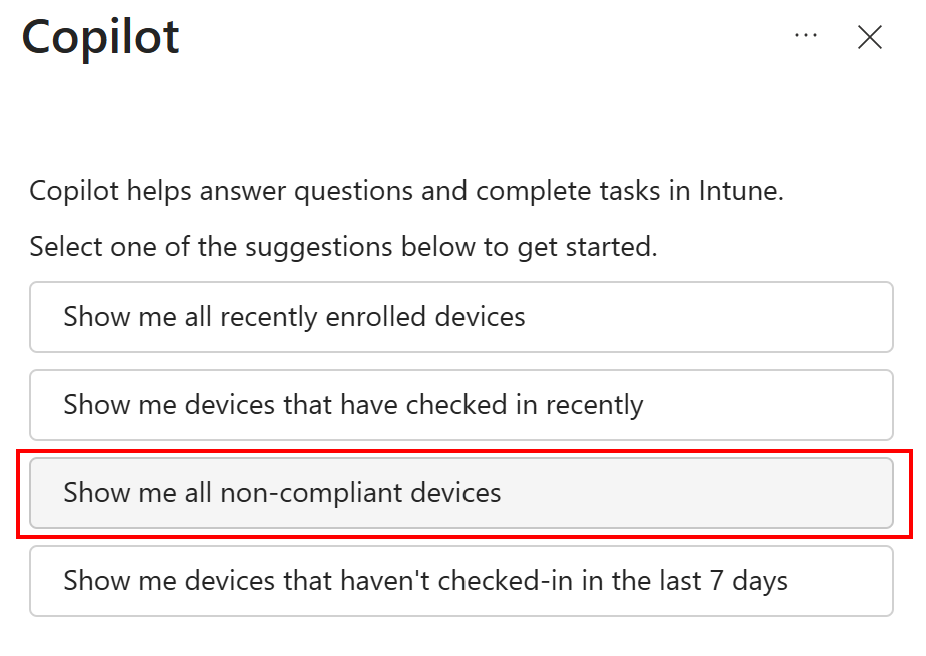 Copilot
Copilot helps answer questions and complete tasks in Intune.
Select one of the suggestions below to get started.
Show me all recently enrolled devices
Show me devices that have checked in recently
Show me all non-compliant devices
Show me devices that haven't checked-in in the last 7 days